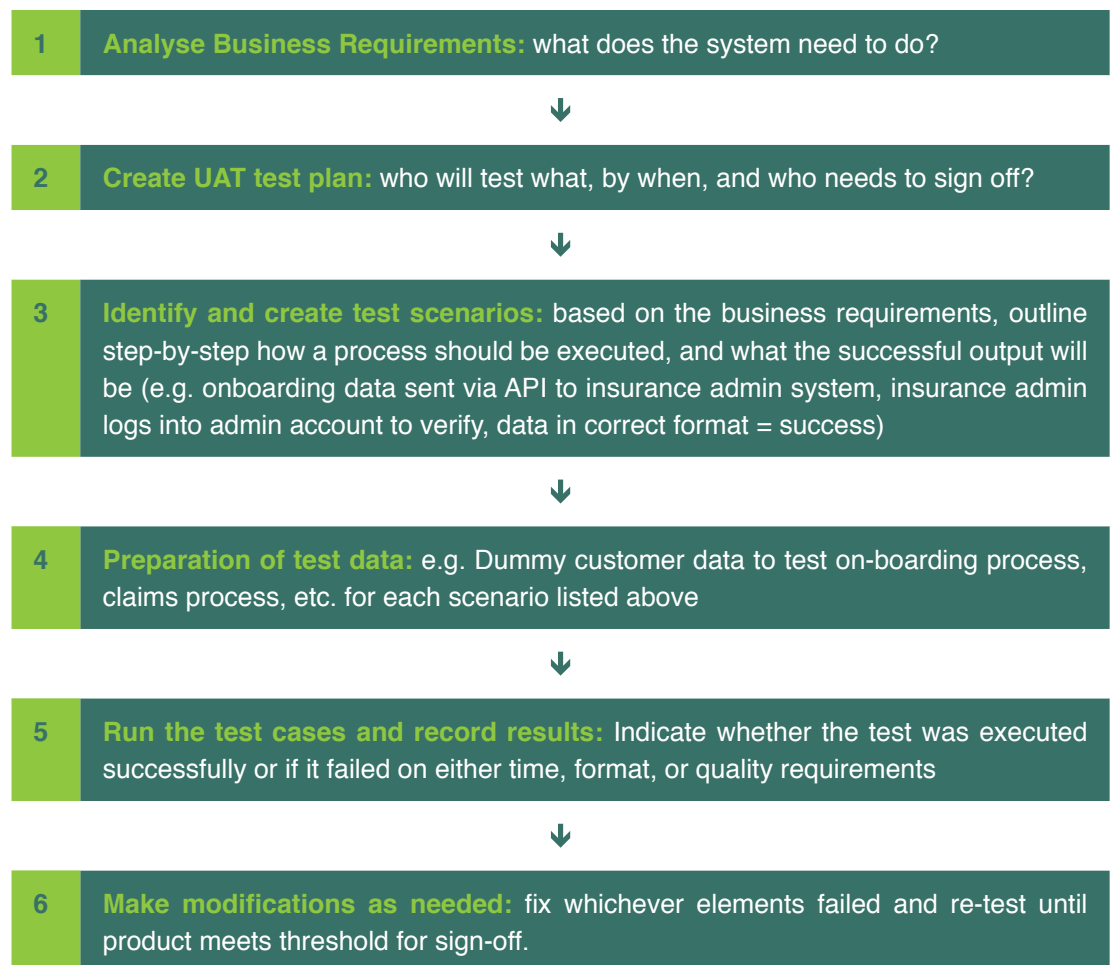 1 Analyse Business Requirements: what does the system need to do?
2 Create UAT test plan: who will test what, by when, and who needs to sign off?
3 Identify and create test scenarios: based on the business requirements, outline
step-by-step how a process should be executed, and what the successful output will
be (e.g. onboarding data sent via API to insurance admin system, insurance admin
logs into admin account to verify, data in correct format = success)
4 Preparation of test data: e.g. Dummy customer data to test on-boarding process,
claims process, etc. for each scenario listed above
5 Run the test cases and record results: Indicate whether the test was executed
successfully or if it failed on either time, format, or quality requirements
6 Make modifications as needed: fix whichever elements failed and re-test until
product meets threshold for sign-off.